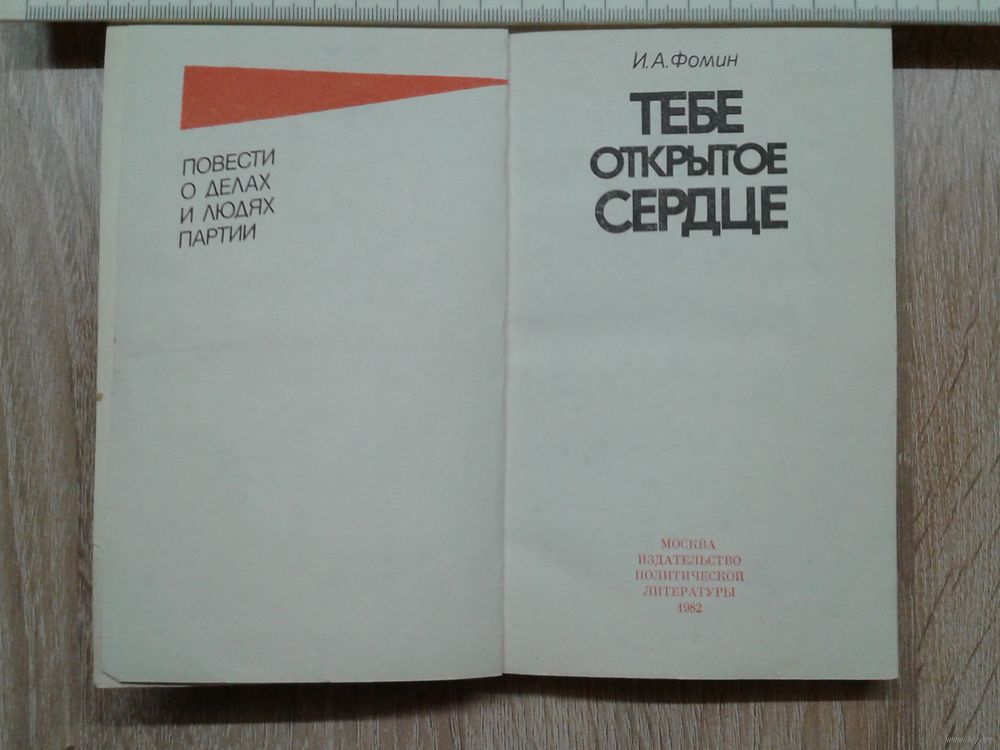 ПОВЕСТИ
О ДЕЛАХ
И ЛЮДЯХ
ПАРТИИ
И. А. Фомин
ТЕБЕ
ОТКРЫТОЕ
СЕРДЦЕ
МОСКВА
ИЗДАТЕЛЬСТВО
ПОЛИТИЧЕСКОЙ
ЛИТЕРАТУРЫ
1982